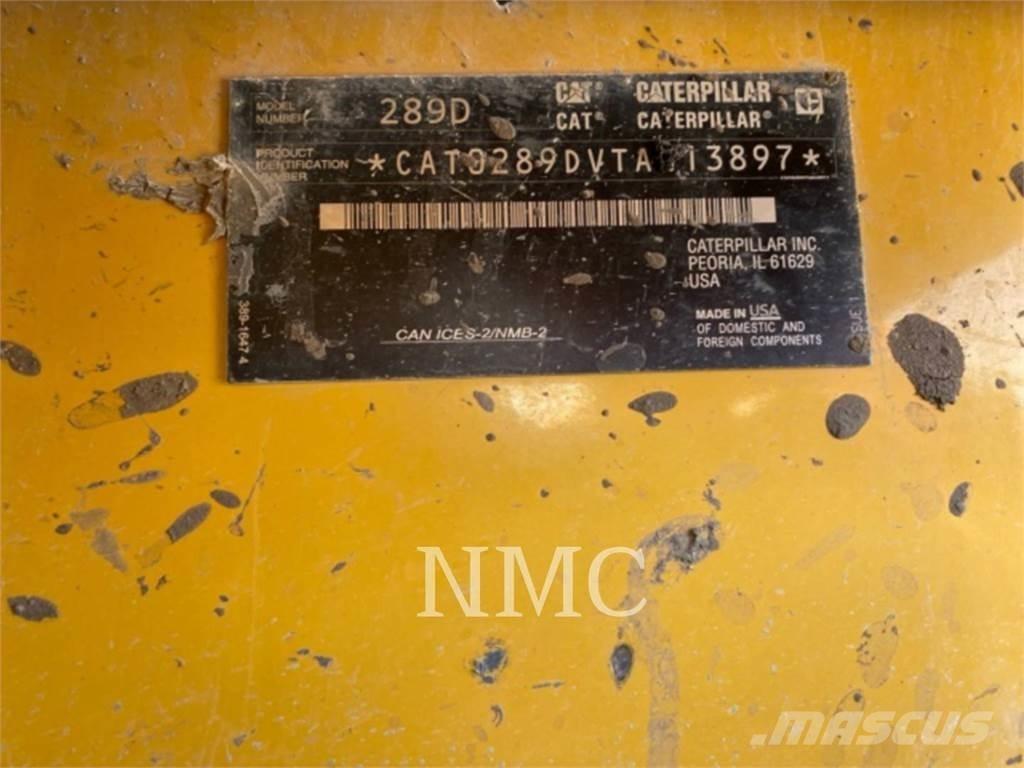 MODEL NUMBER 289D
CAT® CATERPILLAR
CAT® CATERPILLAR®
PRODUCT IDENTIFICATION NUMBER *CAT0289DVTA 13897*
CATERPILLAR INC.
PEORIA, IL 61629
USA
MADE IN USA
OF DOMESTIC AND
FOREIGN COMPONENTS
CAN ICES-2/NMB-2
NMC
MASCUS